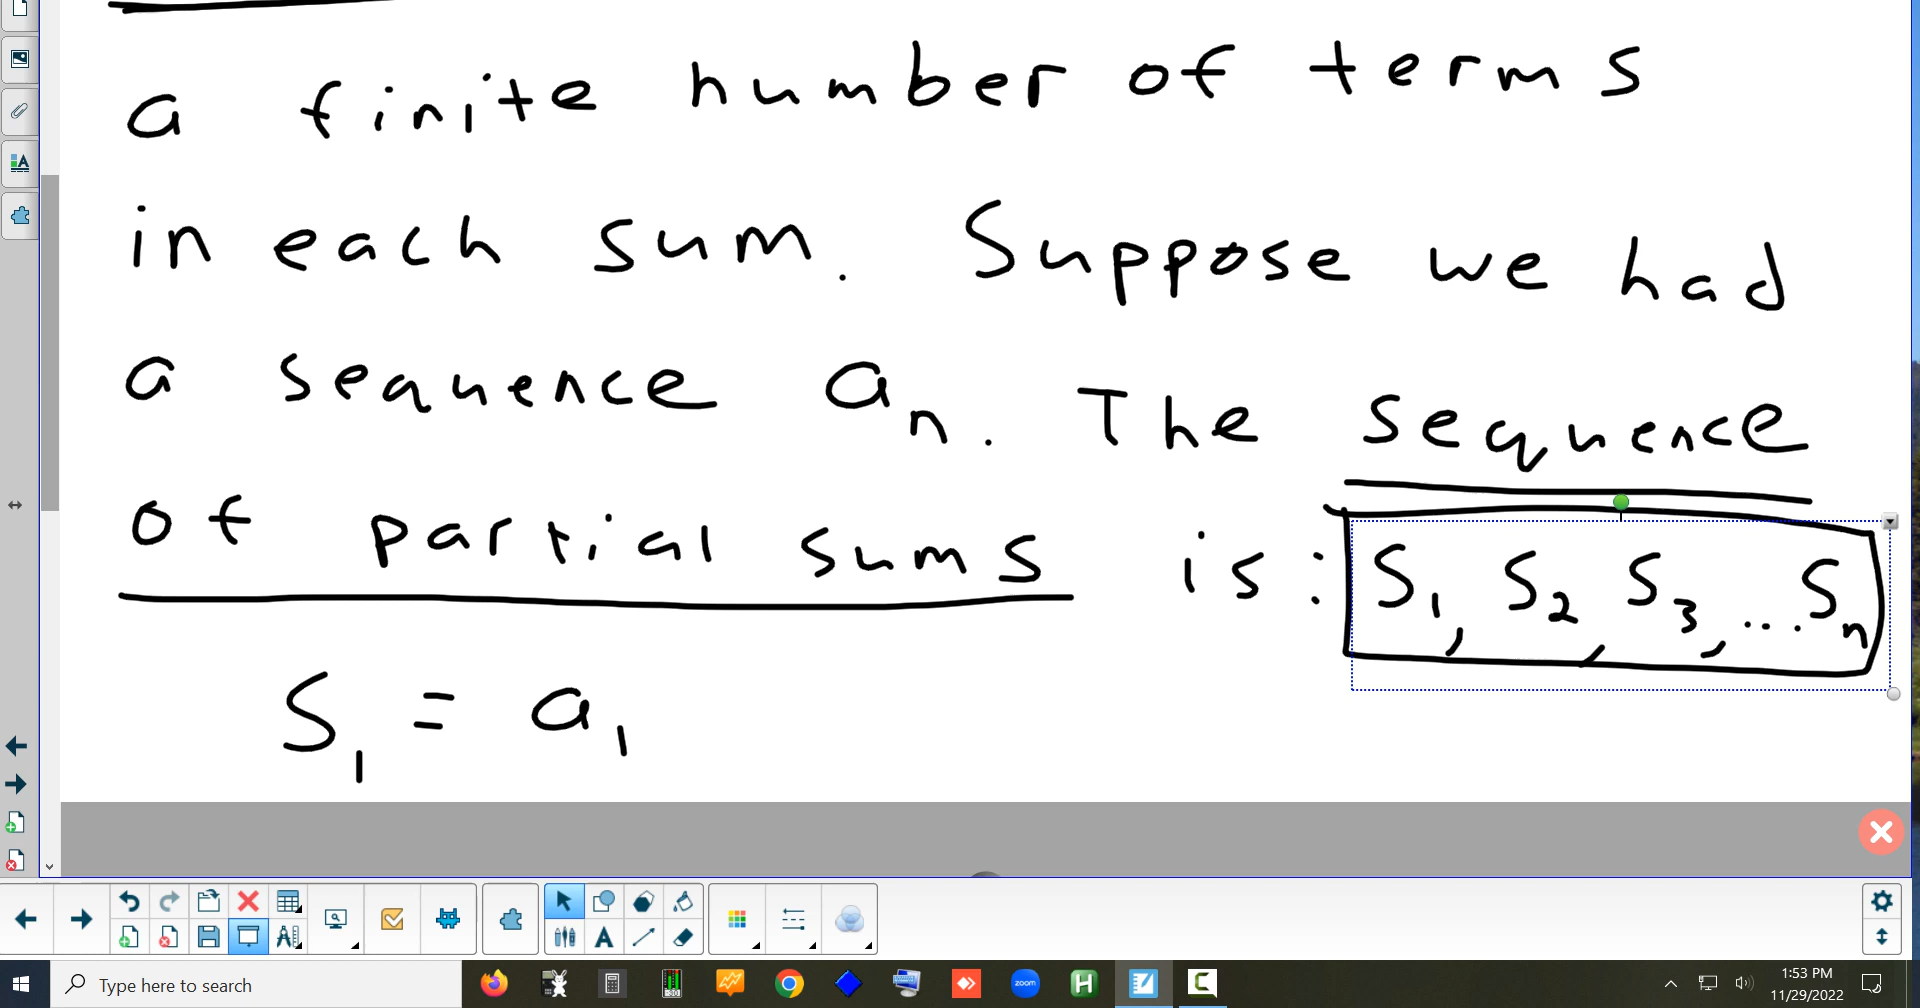 a finite number of terms
in each sum. Suppose we had
a sequence aₙ. The sequence
of partial sums is: S₁, S₂, S₃, ...Sₙ
S₁ = a₁
Type here to search
zoom
1:53 PM
11/29/2022